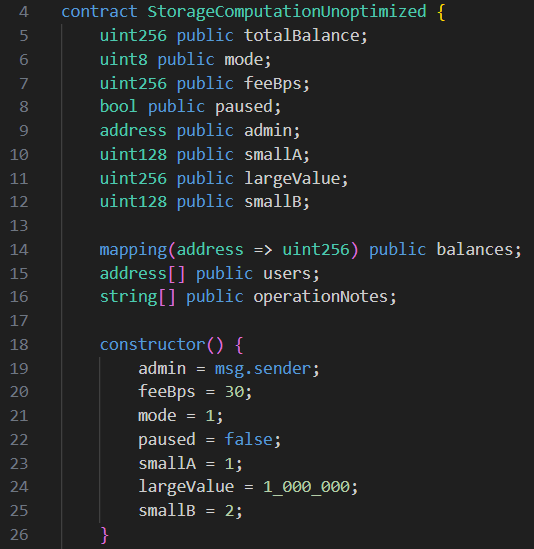 4 contract StorageComputationUnoptimized {
5 uint256 public totalBalance;
6 uint8 public mode;
7 uint256 public feeBps;
8 bool public paused;
9 address public admin;
10 uint128 public smallA;
11 uint256 public largeValue;
12 uint128 public smallB;
13
14 mapping(address => uint256) public balances;
15 address[] public users;
16 string[] public operationNotes;
17
18 constructor() {
19 admin = msg.sender;
20 feeBps = 30;
21 mode = 1;
22 paused = false;
23 smallA = 1;
24 largeValue = 1_000_000;
25 smallB = 2;
26 }